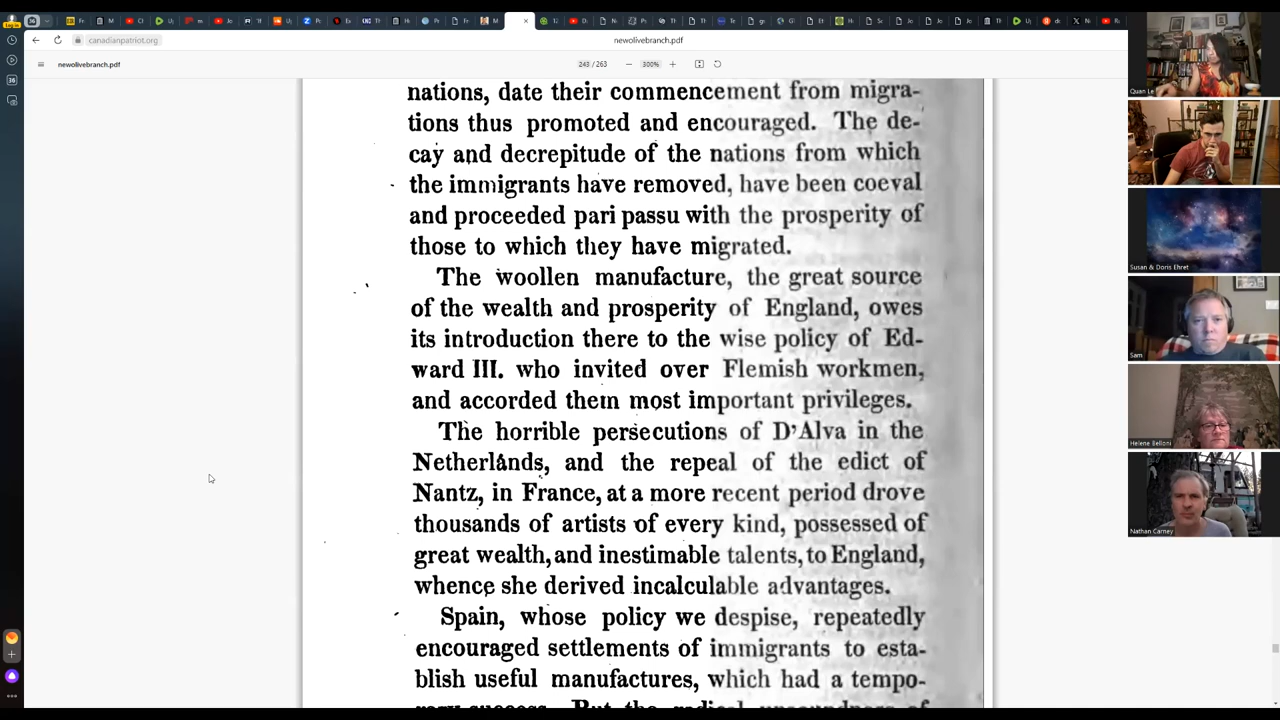 canadianpatriot.org
newolivebranch.pdf
newolivebranch.pdf
243 / 263
300%
nations, date their commencement from migra-
tions thus promoted and encouraged. The de-
cay and decrepitude of the nations from which
the immigrants have removed, have been coeval
and proceeded pari passu with the prosperity of
those to which they have migrated.
The woollen manufacture, the great source
of the wealth and prosperity of England, owes
its introduction there to the wise policy of Ed-
ward III. who invited over Flemish workmen,
and accorded them most important privileges.
The horrible persecutions of D'Alva in the
Netherlands, and the repeal of the edict of
Nantz, in France, at a more recent period drove
thousands of artists of every kind, possessed of
great wealth, and inestimable talents, to England,
whence she derived incalculable advantages.
Spain, whose policy we despise, repeatedly
encouraged settlements of immigrants to esta-
blish useful manufactures, which had a tempo-
Quan Le
Susan & Doris Ehret
Sam
Helene Belloni
Nathan Carney